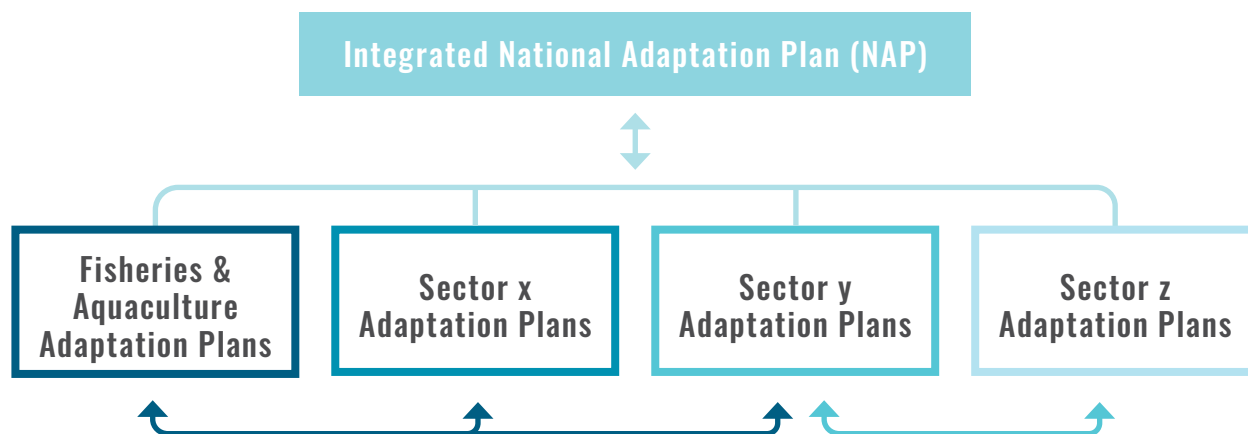 Integrated National Adaptation Plan (NAP)
Fisheries &
Aquaculture
Adaptation Plans
Sector x
Adaptation Plans
Sector y
Adaptation Plans
Sector z
Adaptation Plans